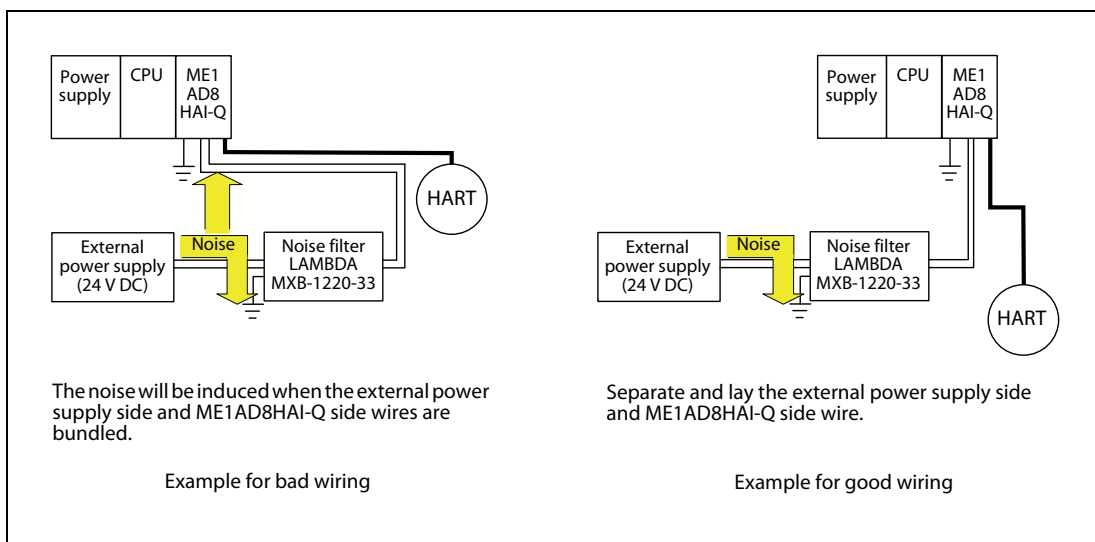 Power
supply
CPU
ME1
AD8
HAI-Q
HART
External
power supply
(24 V DC)
Noise
Noise filter
LAMBDA
MXB-1220-33
The noise will be induced when the external power
supply side and ME1AD8HAI-Q side wires are
bundled.
Example for bad wiring
Power
supply
CPU
ME1
AD8
HAI-Q
External
power supply
(24 V DC)
Noise
Noise filter
LAMBDA
MXB-1220-33
HART
Separate and lay the external power supply side
and ME1AD8HAI-Q side wire.
Example for good wiring